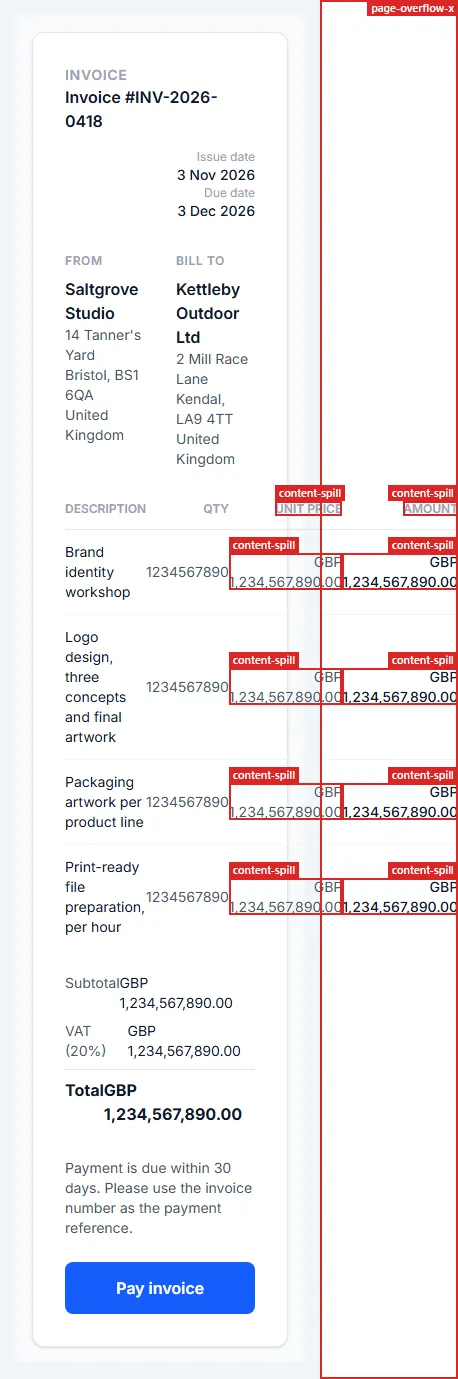 page-overflow-x
INVOICE
Invoice #INV-2026-
0418
Issue date
3 Nov 2026
Due date
3 Dec 2026
FROM
Saltgrove
Studio
14 Tanner's
Yard
Bristol, BS1
6QA
United
Kingdom
BILL TO
Kettleby
Outdoor
Ltd
2 Mill Race
Lane
Kendal,
LA9 4TT
United
Kingdom
content-spill content-spill
DESCRIPTION QTY UNIT PRICE AMOUNT
content-spill content-spill
Brand
identity
workshop
1234567890
GBP
1,234,567,890.00
GBP
1,234,567,890.00
content-spill content-spill
Logo
design,
three
concepts
and final
artwork
1234567890
GBP
1,234,567,890.00
GBP
1,234,567,890.00
content-spill content-spill
Packaging
artwork per
product line
1234567890
GBP
1,234,567,890.00
GBP
1,234,567,890.00
content-spill content-spill
Print-ready
file
preparation,
per hour
1234567890
GBP
1,234,567,890.00
GBP
1,234,567,890.00
Subtotal
GBP
1,234,567,890.00
VAT
(20%)
GBP
1,234,567,890.00
Total
GBP
1,234,567,890.00
Payment is due within 30
days. Please use the invoice
number as the payment
reference.
Pay invoice